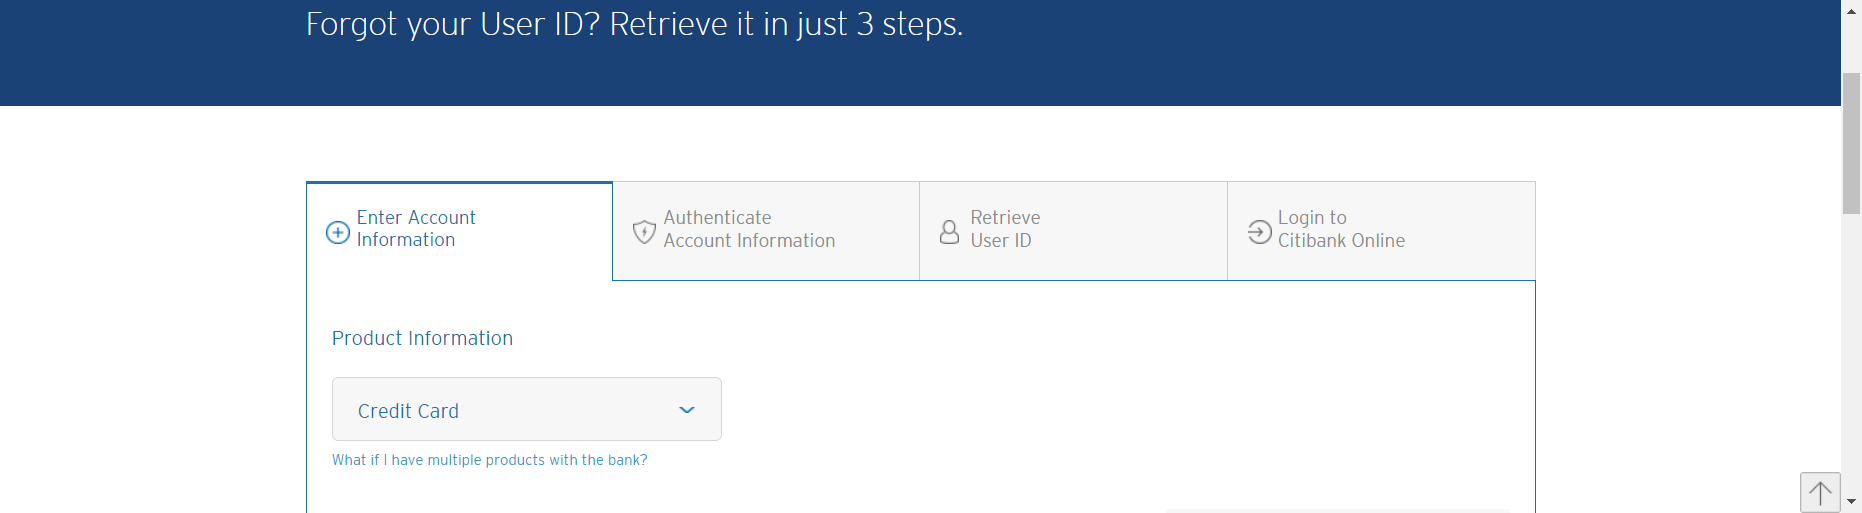 Forgot your User ID? Retrieve it in just 3 steps.
Enter Account
Information
Authenticate
Account Information
Retrieve
User ID
Login to
Citibank Online
Product Information
Credit Card
What if I have multiple products with the bank?